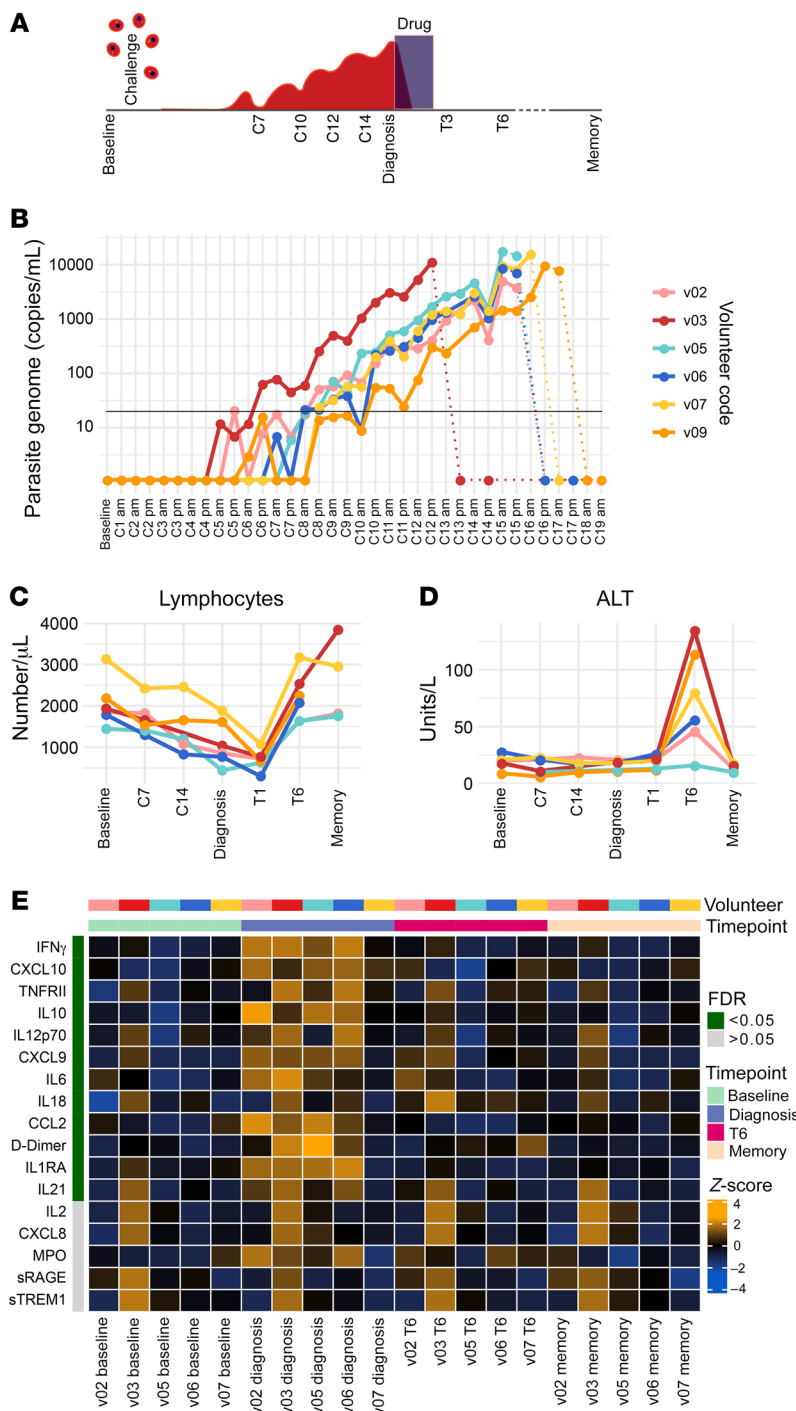 A
Drug
Challenge
Baseline
C7
C10
C12
C14
Diagnosis
T3
T6
Memory
B
Parasite genome (copies/mL)
10000
1000
100
10
Baseline
C1 am
C2 am
C2 pm
C3 am
C3 pm
C4 am
C4 pm
C5 am
C5 pm
C6 am
C6 pm
C7 am
C7 pm
C8 am
C8 pm
C9 am
C9 pm
C10 am
C10 pm
C11 am
C11 pm
C12 am
C12 pm
C13 am
C13 pm
C14 am
C14 pm
C15 am
C15 pm
C16 am
C16 pm
C17 am
C17 pm
C18 am
C19 am
v02
v03
v05
v06
v07
v09
Volunteer code
C
Lymphocytes
Number/μL
4000
3000
2000
1000
Baseline
C7
C14
Diagnosis
T1
T6
Memory
D
ALT
Units/L
100
50
0
Baseline
C7
C14
Diagnosis
T1
T6
Memory
E
Volunteer
Timepoint
IFNγ
CXCL10
TNFRII
IL10
IL12p70
CXCL9
IL6
IL18
CCL2
D-Dimer
IL1RA
IL21
IL2
CXCL8
MPO
sRAGE
sTREM1
v02 baseline
v03 baseline
v05 baseline
v06 baseline
v07 baseline
v02 diagnosis
v03 diagnosis
v05 diagnosis
v06 diagnosis
v07 diagnosis
v02 T6
v03 T6
v05 T6
v06 T6
v07 T6
v02 memory
v03 memory
v05 memory
v06 memory
v07 memory
FDR
<0.05
>0.05
Timepoint
Baseline
Diagnosis
T6
Memory
Z-score
4
2
0
−2
−4